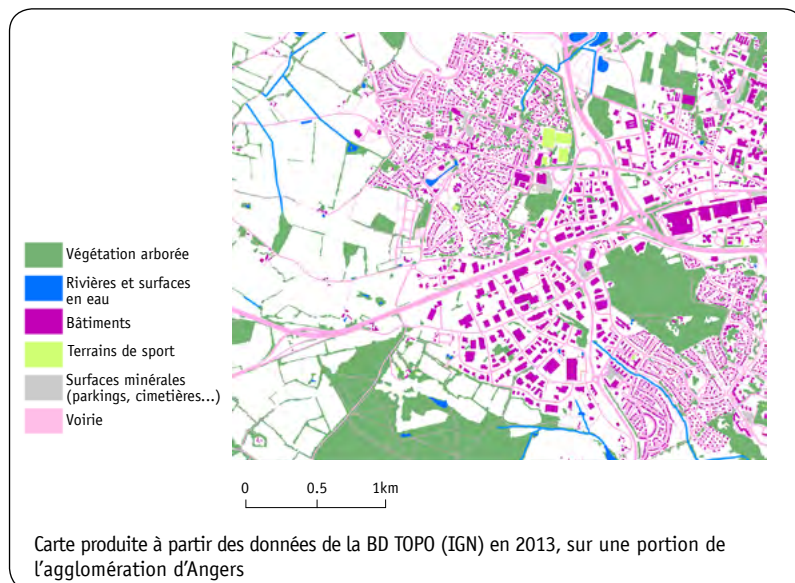 Végétation arborée
Rivières et surfaces
en eau
Bâtiments
Terrains de sport
Surfaces minérales
(parkings, cimetières...)
Voirie
0 0.5 1km
Carte produite à partir des données de la BD TOPO (IGN) en 2013, sur une portion de
l'agglomération d'Angers